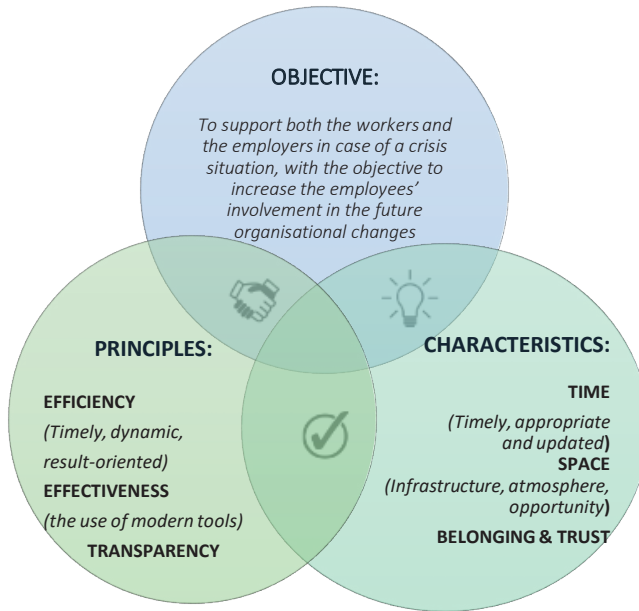 OBJECTIVE:
To support both the workers and
the employers in case of a crisis
situation, with the objective to
increase the employees’
involvement in the future
organisational changes
PRINCIPLES:
EFFICIENCY
(Timely, dynamic,
result-oriented)
EFFECTIVENESS
(the use of modern tools)
TRANSPARENCY
CHARACTERISTICS:
TIME
(Timely, appropriate
and updated)
SPACE
(Infrastructure, atmosphere,
opportunity)
BELONGING & TRUST